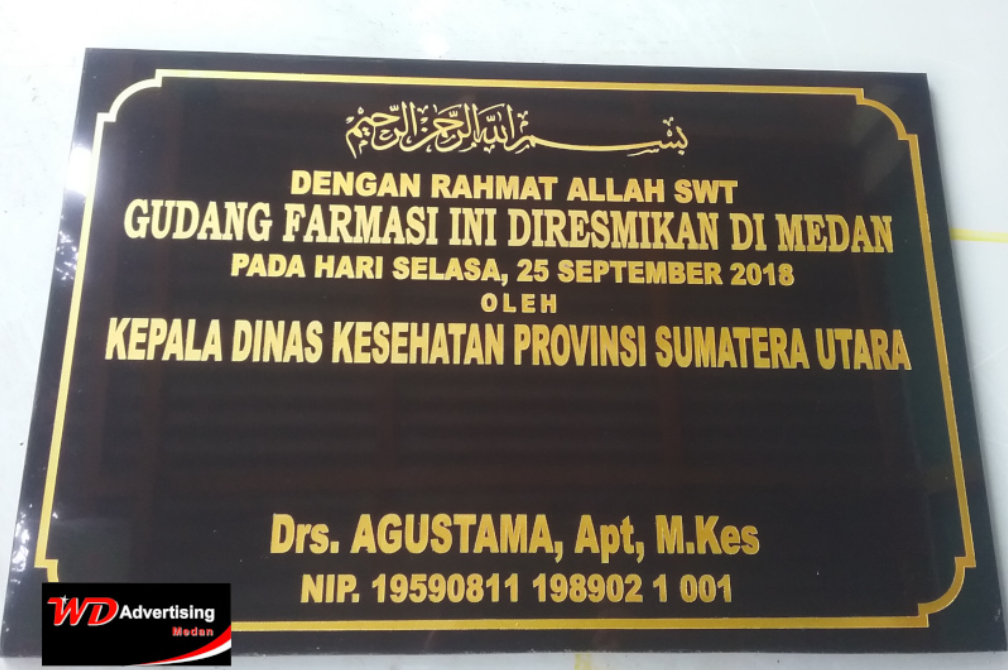 بسم الله الرحمن الرحيم
DENGAN RAHMAT ALLAH SWT
GUDANG FARMASI INI DIRESMIKAN DI MEDAN
PADA HARI SELASA, 25 SEPTEMBER 2018
OLEH
KEPALA DINAS KESEHATAN PROVINSI SUMATERA UTARA
Drs. AGUSTAMA, Apt, M.Kes
NIP. 19590811 198902 1 001
WD Advertising
Medan